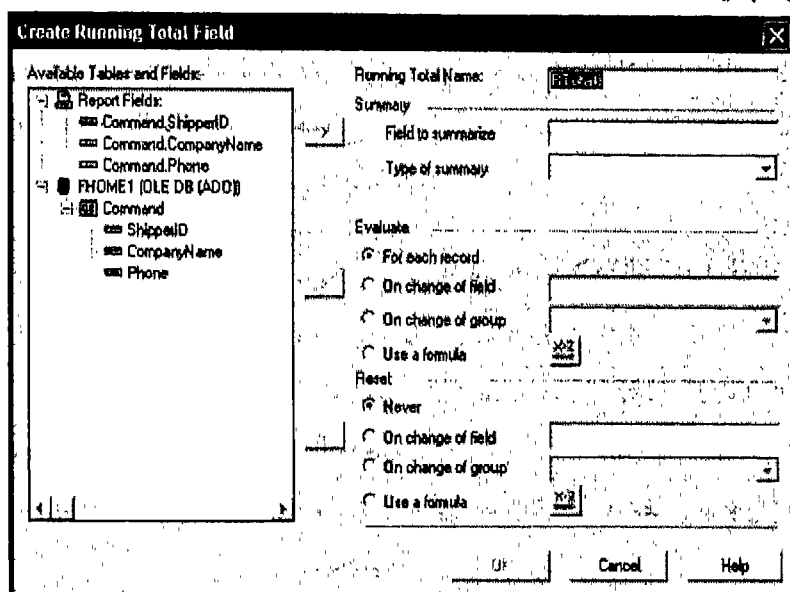 Create Running Total Field
Available Tables and Fields:
Report Fields:
Command.ShipperID
Command.CompanyName
Command.Phone
FHOME1 (OLE DB (ADO))
Command
ShipperID
CompanyName
Phone
Running Total Name:
Summary
Field to summarize
Type of summary
Evaluate
For each record
On change of field
On change of group
Use a formula
Reset
Never
On change of field
On change of group
Use a formula
OK
Cancel
Help